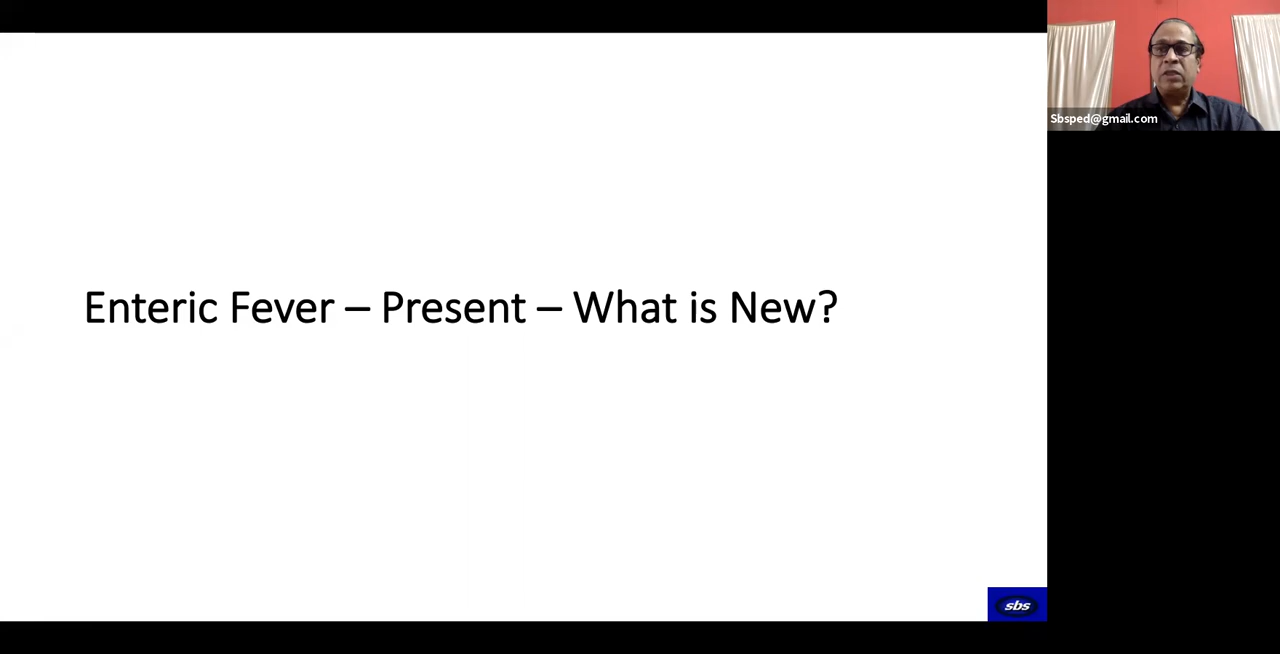 Sbsped@gmail.com
Enteric Fever – Present – What is New?
sbs